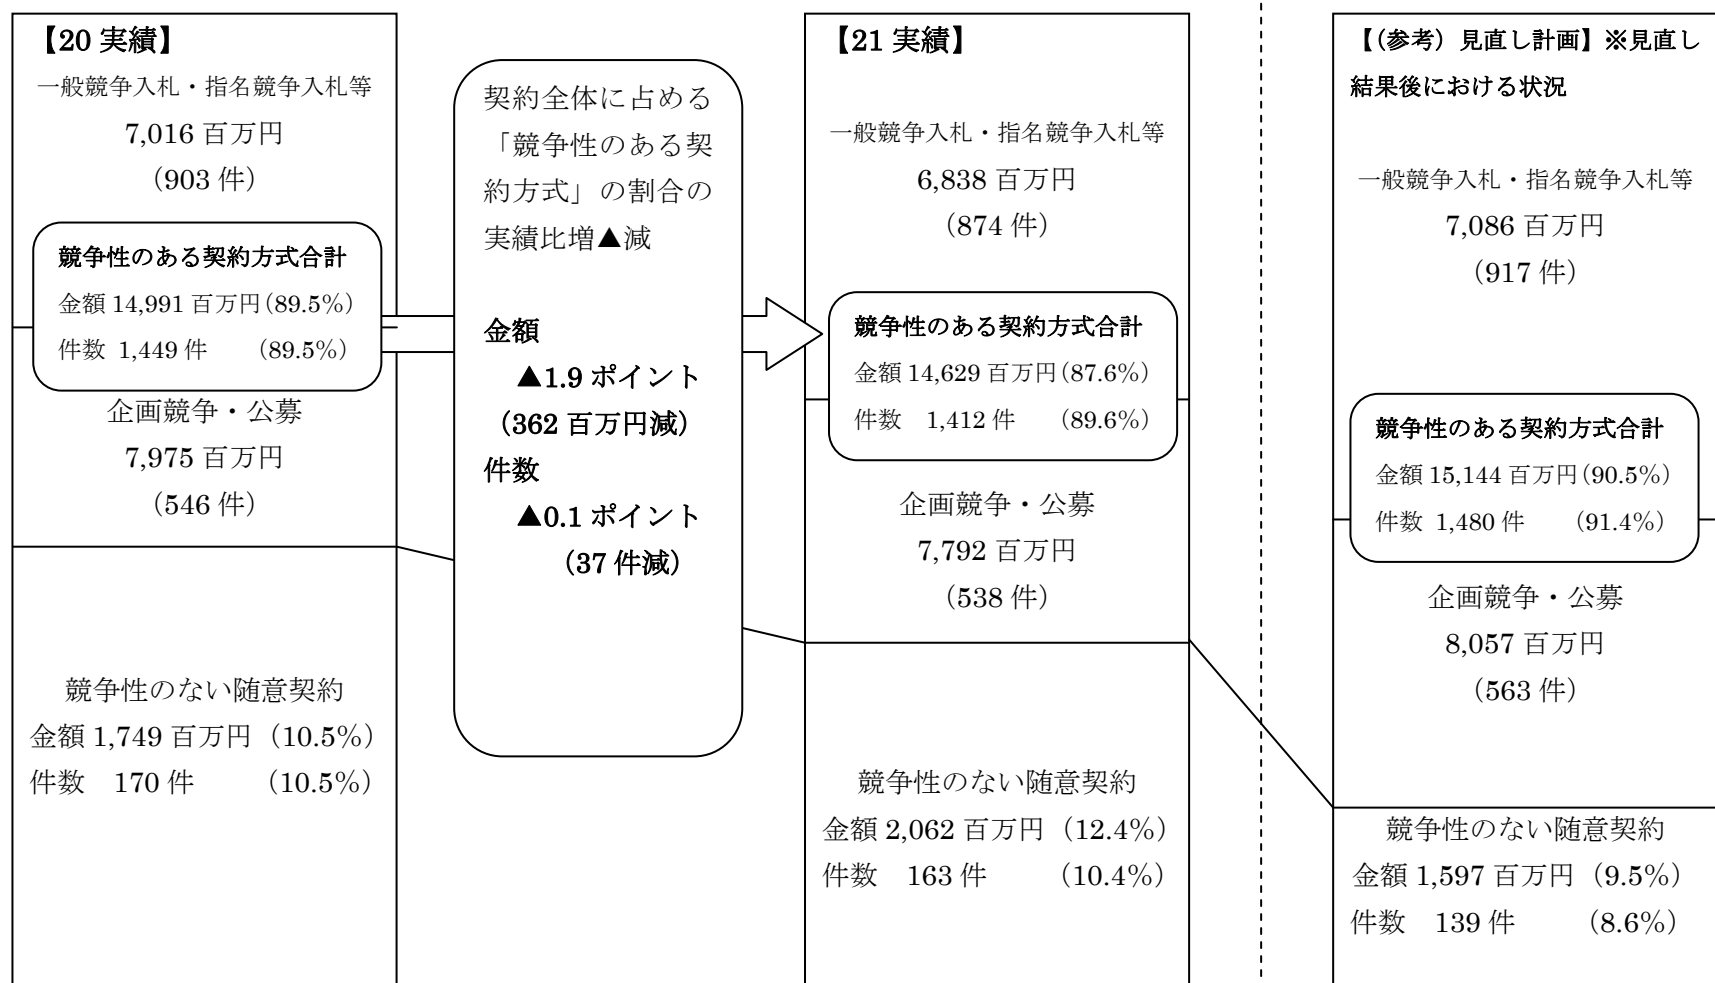 【20 実績】
一般競争入札・指名競争入札等
7,016 百万円
(903 件)
競争性のある契約方式合計
金額 14,991 百万円(89.5%)
件数 1,449 件 (89.5%)
企画競争・公募
7,975 百万円
(546 件)
競争性のない随意契約
金額 1,749 百万円 (10.5%)
件数 170 件 (10.5%)
契約全体に占める
「競争性のある契
約方式」の割合の
実績比増▲減
金額
▲1.9 ポイント
(362 百万円減)
件数
▲0.1 ポイント
(37 件減)
【21 実績】
一般競争入札・指名競争入札等
6,838 百万円
(874 件)
競争性のある契約方式合計
金額 14,629 百万円(87.6%)
件数 1,412 件 (89.6%)
企画競争・公募
7,792 百万円
(538 件)
競争性のない随意契約
金額 2,062 百万円 (12.4%)
件数 163 件 (10.4%)
【(参考) 見直し計画】※見直し
結果後における状況
一般競争入札・指名競争入札等
7,086 百万円
(917 件)
競争性のある契約方式合計
金額 15,144 百万円(90.5%)
件数 1,480 件 (91.4%)
企画競争・公募
8,057 百万円
(563 件)
競争性のない随意契約
金額 1,597 百万円 (9.5%)
件数 139 件 (8.6%)